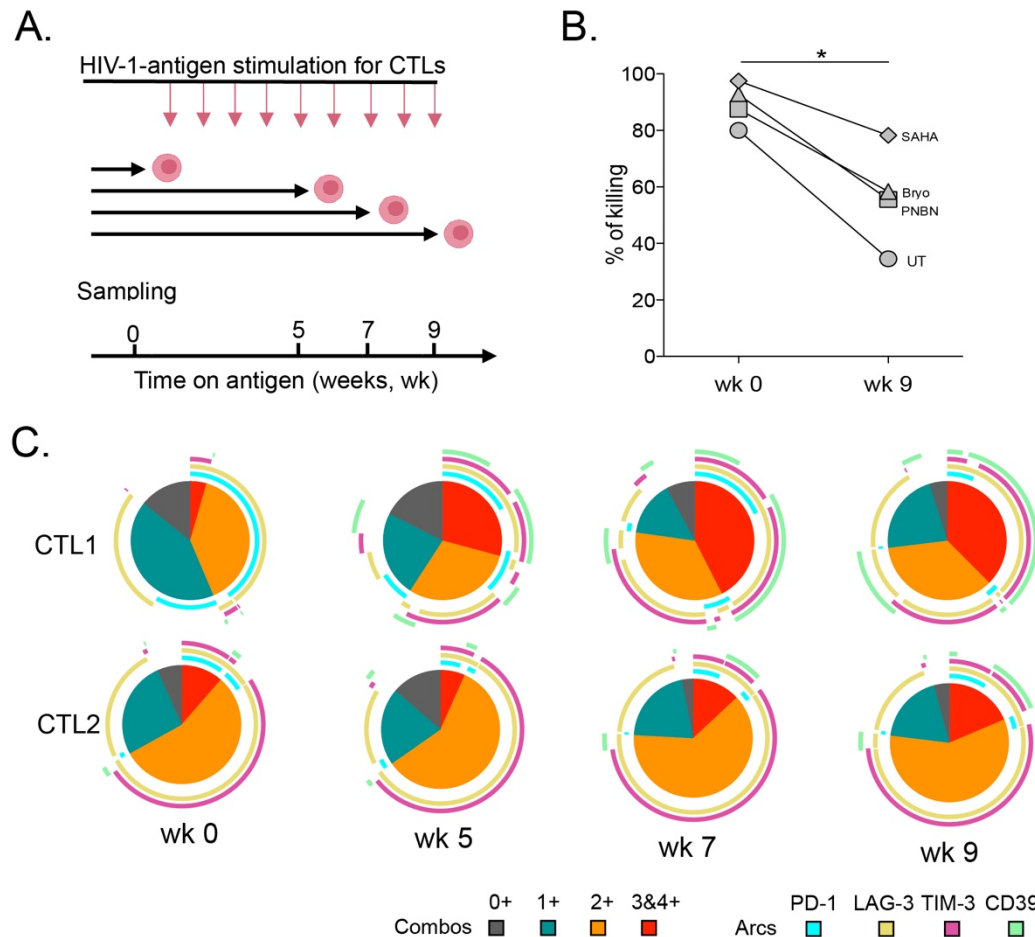 A.
HIV-1-antigen stimulation for CTLs
Sampling
0 5 7 9
Time on antigen (weeks, wk)
B.
*
100
80
60
40
20
0
% of killing
SAHA
Bryo
PNBN
UT
wk 0 wk 9
C.
CTL1
CTL2
wk 0 wk 5 wk 7 wk 9
0+ 1+ 2+ 3&4+ PD-1 LAG-3 TIM-3 CD39
Combos Arcs